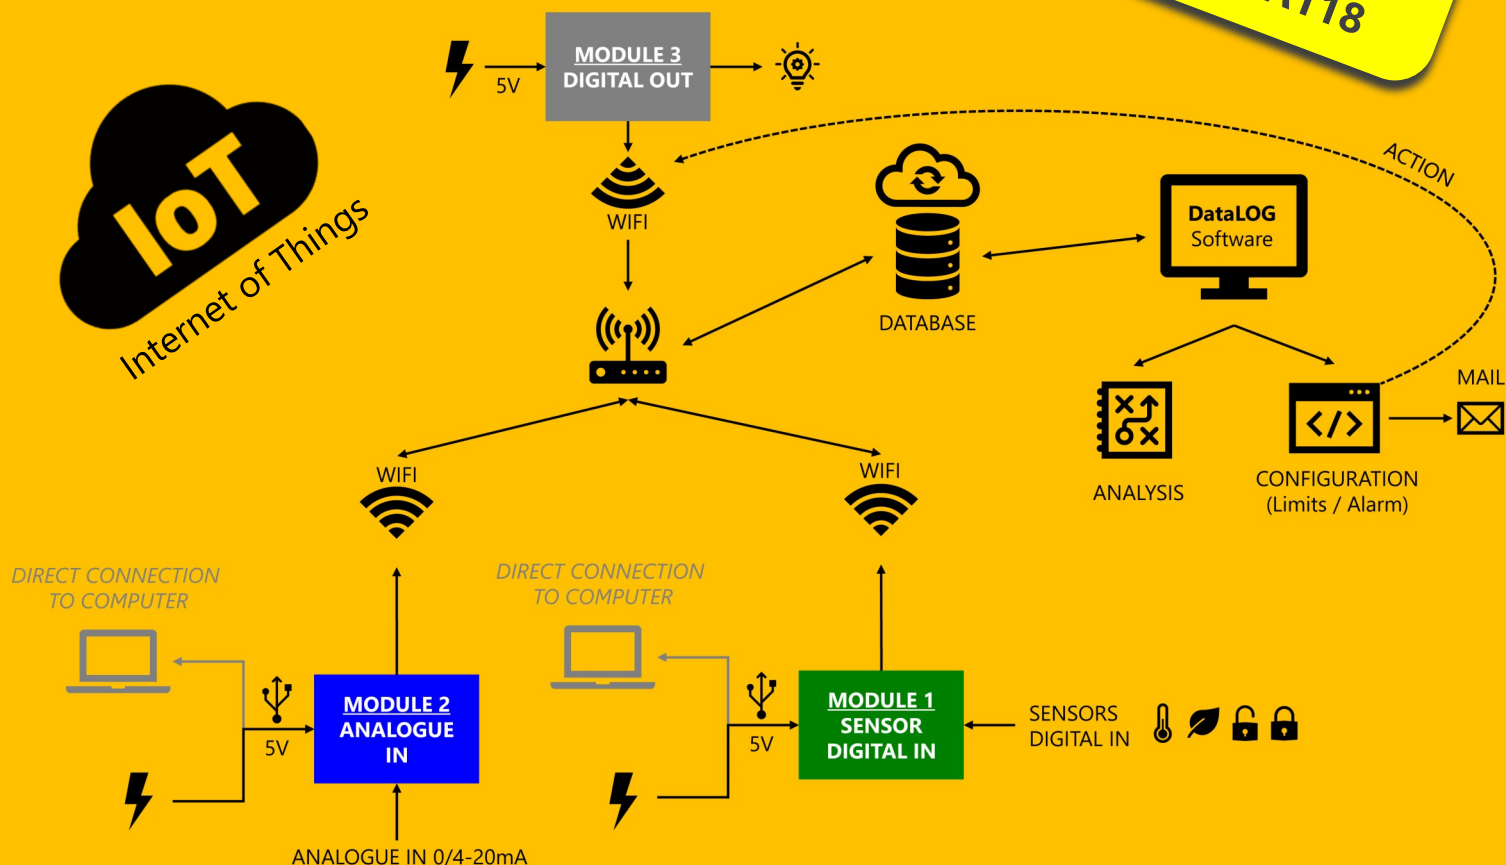 MODULE 3
DIGITAL OUT
5V
WIFI
IoT
Internet of Things
ACTION
DataLOG
Software
DATABASE
MAIL
ANALYSIS
CONFIGURATION
(Limits / Alarm)
WIFI
WIFI
DIRECT CONNECTION
TO COMPUTER
DIRECT CONNECTION
TO COMPUTER
MODULE 2
ANALOGUE
IN
5V
MODULE 1
SENSOR
DIGITAL IN
5V
SENSORS
DIGITAL IN
ANALOGUE IN 0/4-20mA